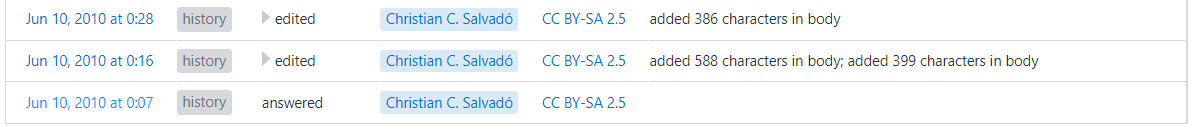 Jun 10, 2010 at 0:28 history edited Christian C. Salvadó CC BY-SA 2.5 added 386 characters in body
Jun 10, 2010 at 0:16 history edited Christian C. Salvadó CC BY-SA 2.5 added 588 characters in body; added 399 characters in body
Jun 10, 2010 at 0:07 history answered Christian C. Salvadó CC BY-SA 2.5